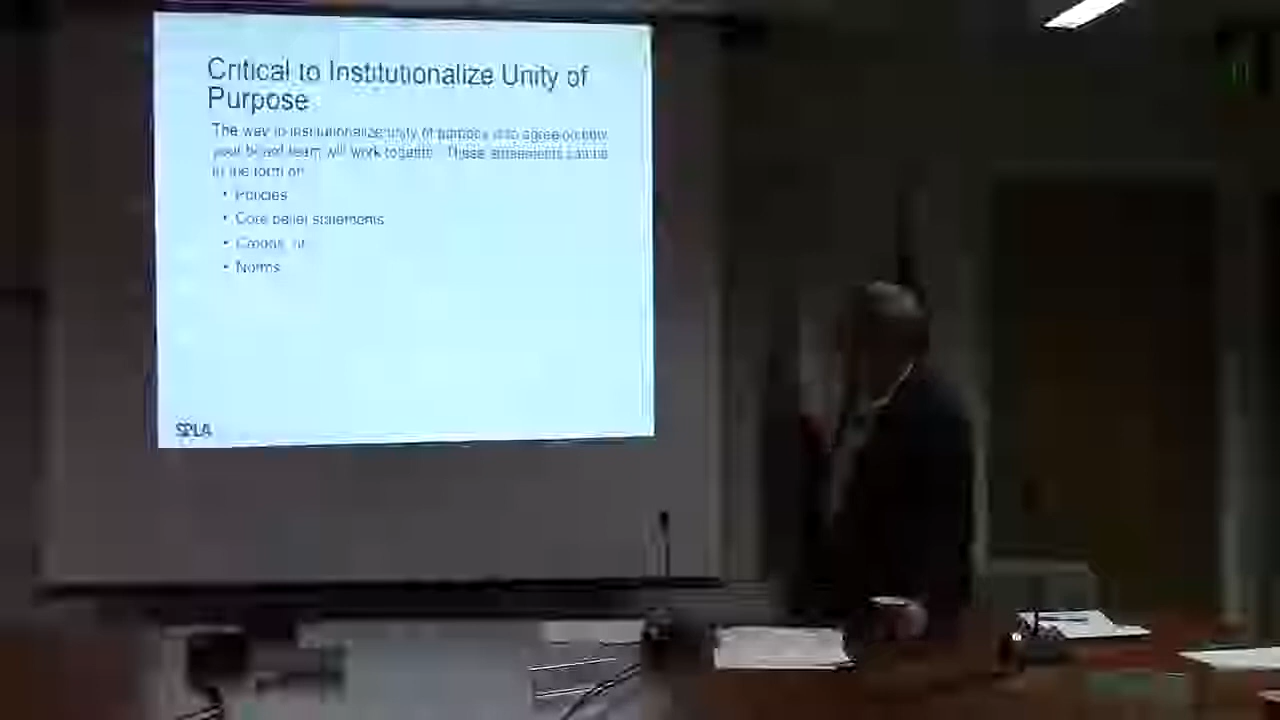 Critical to Institutionalize Unity of
Purpose
The way to institutionalize unity of purpose is to agree on how
your board team will work together. These agreements can be
in the form of:
• Policies
• Core belief statements
• Norms